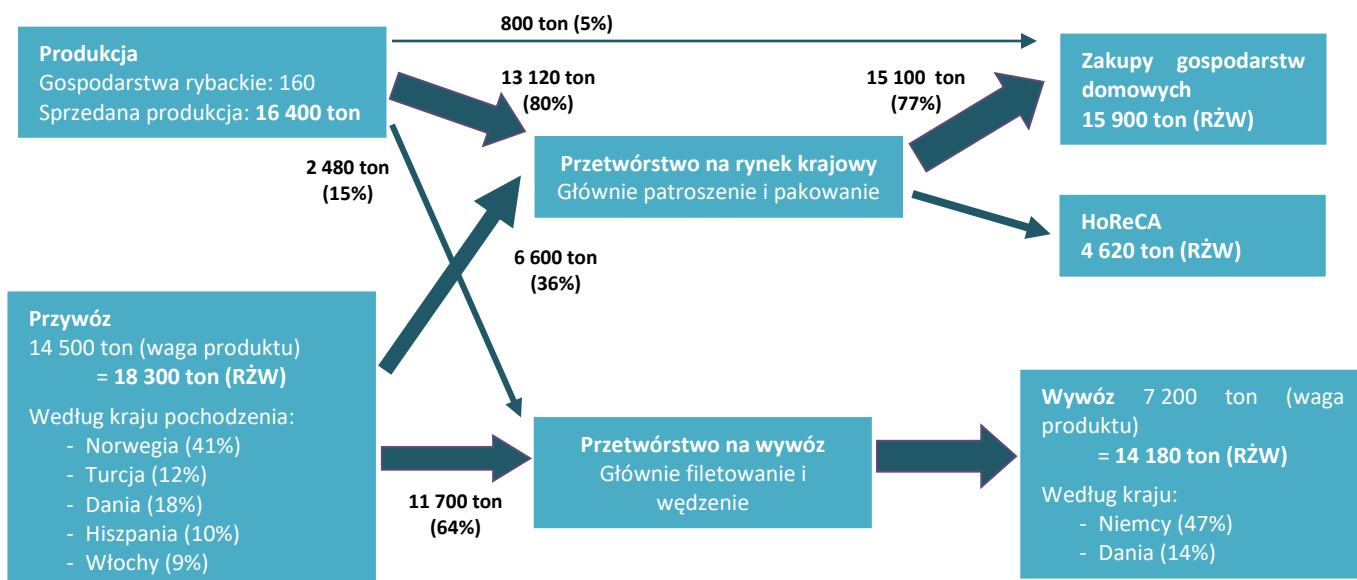 800 ton (5%)
Produkcja
Gospodarstwa rybackie: 160
Sprzedana produkcja: 16 400 ton
13 120 ton
(80%)
15 100 ton
(77%)
Zakupy gospodarstw
domowych
15 900 ton (RŻW)
2 480 ton
(15%)
Przetwórstwo na rynek krajowy
Głównie patroszenie i pakowanie
HoReCA
4 620 ton (RŻW)
6 600 ton
(36%)
Przywóz
14 500 ton (waga produktu)
= 18 300 ton (RŻW)
Według kraju pochodzenia:
- Norwegia (41%)
- Turcja (12%)
- Dania (18%)
- Hiszpania (10%)
- Włochy (9%)
11 700 ton
(64%)
Przetwórstwo na wywóz
Głównie filetowanie i
wędzenie
Wywóz 7 200 ton (waga
produktu)
= 14 180 ton (RŻW)
Według kraju:
- Niemcy (47%)
- Dania (14%)